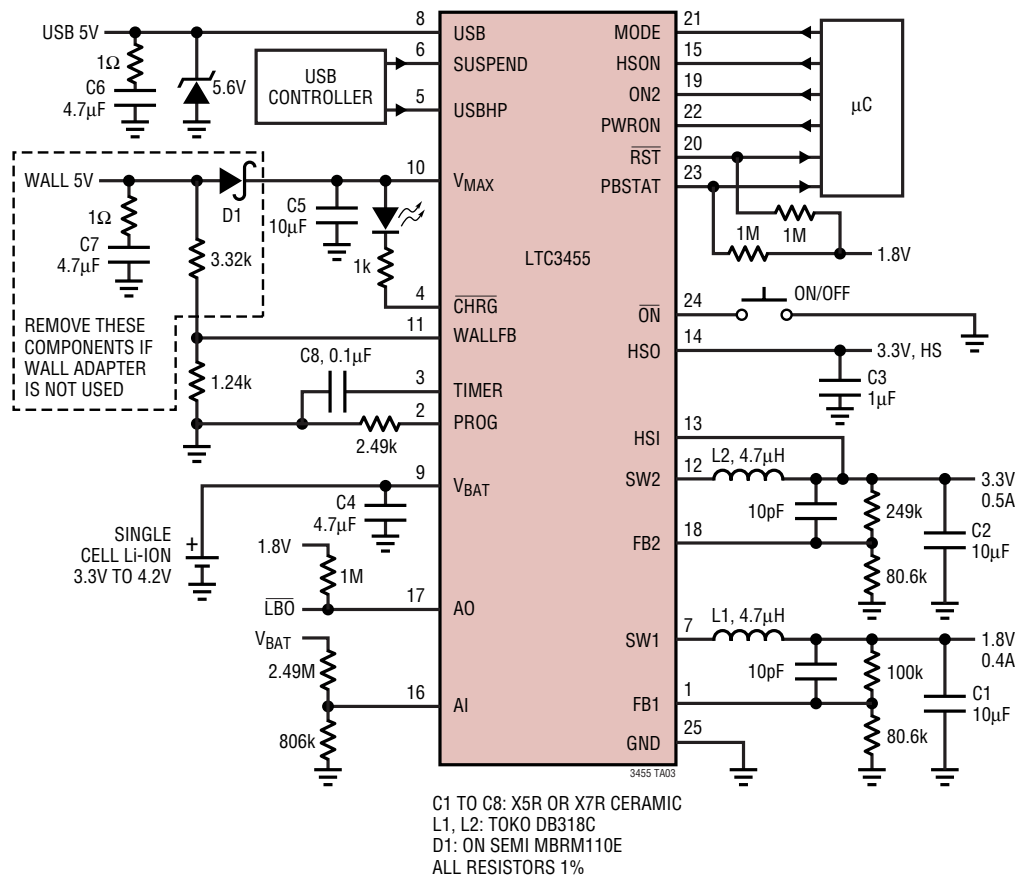 USB 5V
1Ω
C6
4.7µF
5.6V
USB
CONTROLLER
8
6
5
USB
SUSPEND
USBHP
WALL 5V
1Ω
C7
4.7µF
D1
3.32k
REMOVE THESE
COMPONENTS IF
WALL ADAPTER
IS NOT USED
1.24k
C5
10µF
1k
10
VMAX
4
CHRG
11
WALLFB
C8, 0.1µF
3
TIMER
2
PROG
2.49k
9
VBAT
C4
4.7µF
SINGLE
CELL Li-ION
3.3V TO 4.2V
+
1.8V
1M
LBO
17
AO
VBAT
2.49M
16
AI
806k
LTC3455
MODE
HSON
ON2
PWRON
RST
PBSTAT
21
15
19
22
20
23
µC
1M
1M
1.8V
ON
24
ON/OFF
HSO
14
3.3V, HS
C3
1µF
HSI
13
SW2
12
L2, 4.7µH
3.3V
0.5A
10pF
249k
C2
10µF
FB2
18
80.6k
SW1
7
L1, 4.7µH
1.8V
0.4A
10pF
100k
C1
10µF
FB1
1
80.6k
GND
25
3455 TA03
C1 TO C8: X5R OR X7R CERAMIC
L1, L2: TOKO DB318C
D1: ON SEMI MBRM110E
ALL RESISTORS 1%